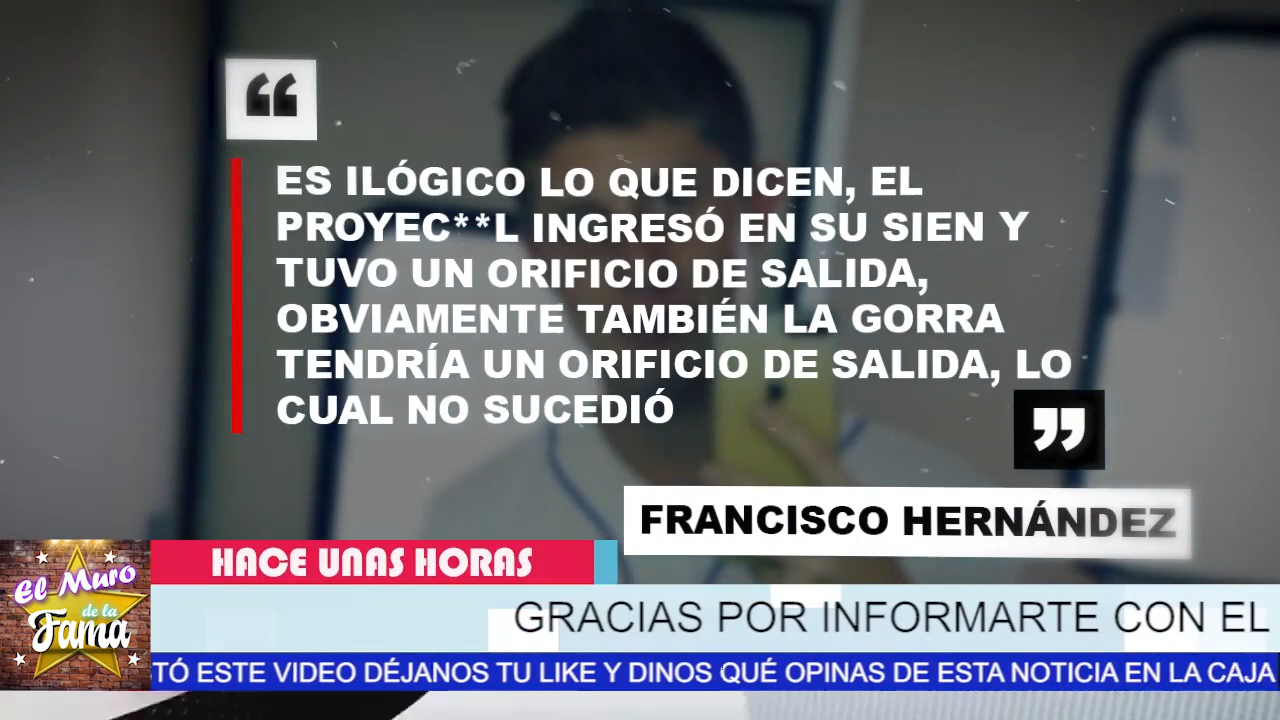 ES ILÓGICO LO QUE DICEN, EL
PROYEC**L INGRESÓ EN SU SIEN Y
TUVO UN ORIFICIO DE SALIDA,
OBVIAMENTE TAMBIÉN LA GORRA
TENDRÍA UN ORIFICIO DE SALIDA, LO
CUAL NO SUCEDIÓ
FRANCISCO HERNÁNDEZ
HACE UNAS HORAS
El Muro
de la
Fama
GRACIAS POR INFORMARTE CON EL
TÓ ESTE VIDEO DÉJANOS TU LIKE Y DINOS QUÉ OPINAS DE ESTA NOTICIA EN LA CAJA